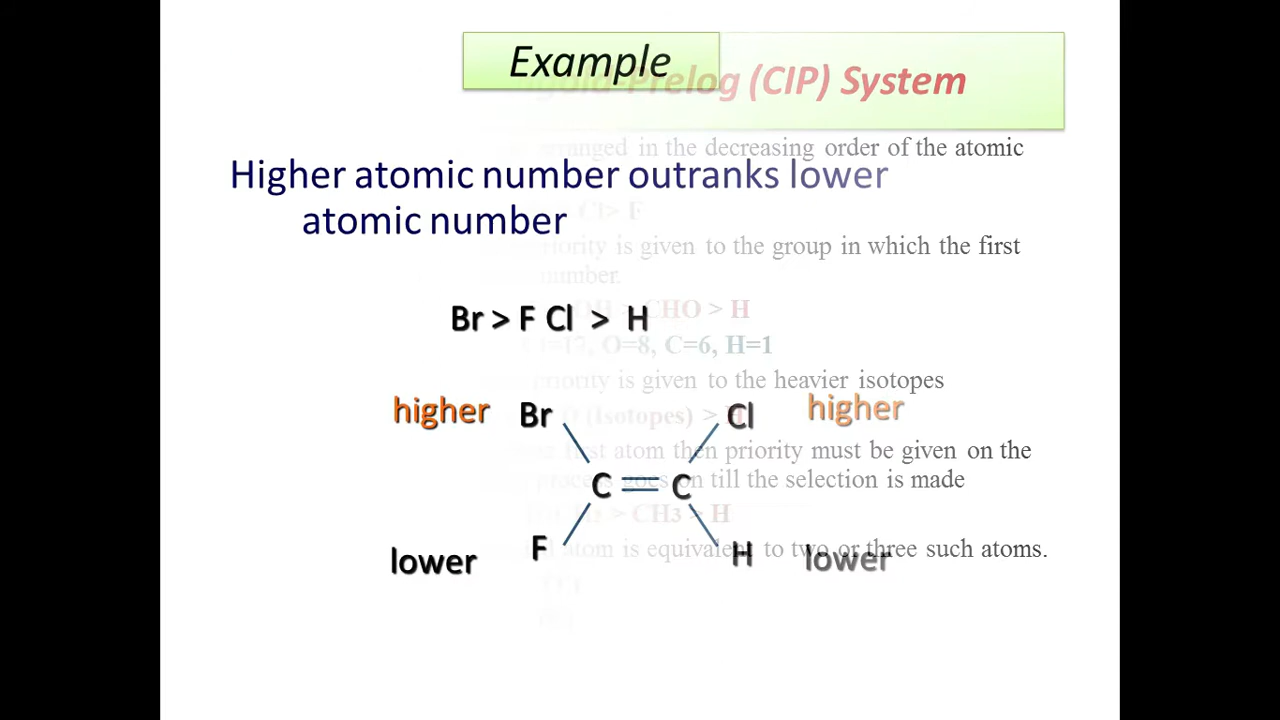 Example
Prelog (CIP) System
arranged in the decreasing order of the atomic
Higher atomic number outranks lower
atomic number
Cl> F
priority is given to the group in which the first
number.
Br > F Cl > H
CHO > H
O=8, C=6, H=1
priority is given to the heavier isotopes
higher Br Cl higher
(Isotopes) > H
first atom then priority must be given on the
process goes on till the selection is made
C C
> CH3 > H
lower F H lower
atom is equivalent to two or three such atoms.